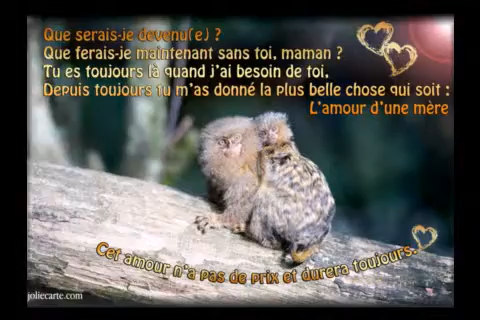 Que serais-je devenu(e) ?
Que ferais-je maintenant sans toi, maman ?
Tu es toujours là quand j'ai besoin de toi,
Depuis toujours tu m'as donné la plus belle chose qui soit :
L'amour d'une mère
Cet amour n'a pas de prix et durera toujours...
joliecarte.com